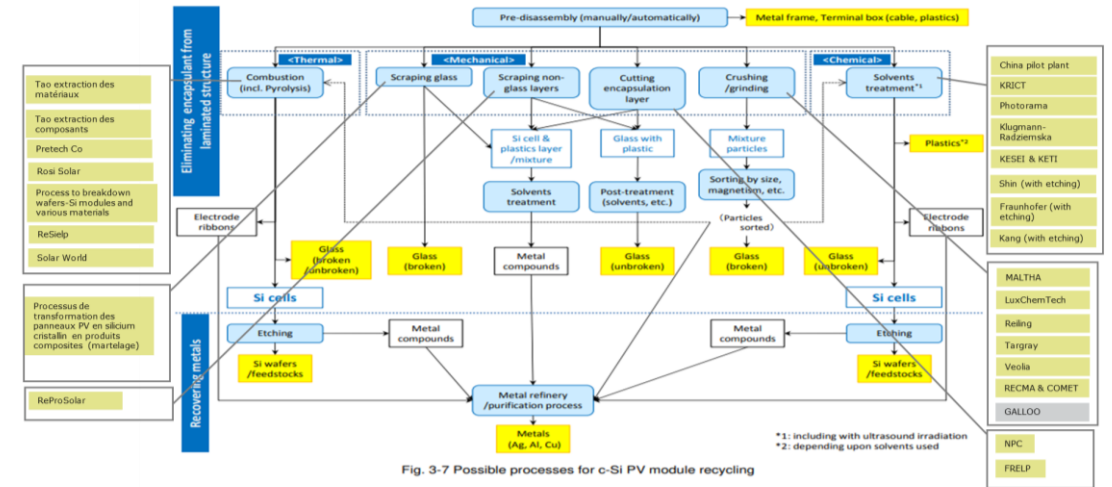 Pre-disassembly (manually/automatically)
Metal frame, Terminal box (cable, plastics)
Eliminating encapsulant from
laminated structure
<Thermal>
<Mechanical>
<Chemical>
Combustion
(incl. Pyrolysis)
Scraping glass
Scraping non-
glass layers
Cutting
encapsulation
layer
Crushing
/grinding
Solvents
treatment*1
Si cell &
plastics layer
/mixture
Glass with
plastic
Mixture
particles
Plastics*2
Solvents
treatment
Post-treatment
(solvents, etc.)
Sorting by size,
magnetism, etc.
(Particles
sorted)
Electrode
ribbons
Electrode
ribbons
Glass
(broken
/unbroken)
Glass
(broken)
Metal
compounds
Glass
(unbroken)
Glass
(broken)
Glass
(unbroken)
Si cells
Si cells
Recovering metals
Etching
Metal
compounds
Metal
compounds
Etching
Si wafers
/feedstocks
Si wafers
/feedstocks
Metal refinery
/purification process
Metals
(Ag, Al, Cu)
*1: including with ultrasound irradiation
*2: depending upon solvents used
Fig. 3-7 Possible processes for c-Si PV module recycling
Tao extraction des
matériaux
Tao extraction des
composants
Pretech Co
Rosi Solar
Process to breakdown
wafers-Si modules and
various materials
ReSielp
Solar World
Processus de
transformation des
panneaux PV en silicium
cristallin en produits
composites (martelage)
ReProSolar
China pilot plant
KRICT
Photorama
Klugmann-
Radziemska
KESEI & KETI
Shin (with etching)
Fraunhofer (with
etching)
Kang (with etching)
MALTHA
LuxChemTech
Reiling
Targray
Veolia
RECMA & COMET
GALLOO
NPC
FRELP